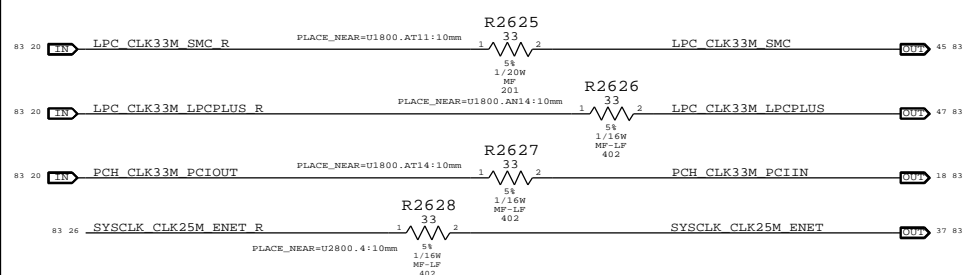 R2625
PLACE_NEAR=U1800.AT11:10mm 33
83 20 IN LPC_CLK33M_SMC_R 1 2 LPC_CLK33M_SMC OUT 45 83
5%
1/20W
MF
201
R2626
PLACE_NEAR=U1800.AN14:10mm 33
83 20 IN LPC_CLK33M_LPCPLUS_R 1 2 LPC_CLK33M_LPCPLUS OUT 47 83
5%
1/16W
MF-LF
402
R2627
PLACE_NEAR=U1800.AT14:10mm 33
83 20 IN PCH_CLK33M_PCIOUT 1 2 PCH_CLK33M_PCIIN OUT 18 83
5%
1/16W
MF-LF
402
R2628
33
83 26 SYSCLK_CLK25M_ENET_R 1 2 SYSCLK_CLK25M_ENET OUT 37 83
PLACE_NEAR=U2800.4:10mm 5%
1/16W
MF-LF
402